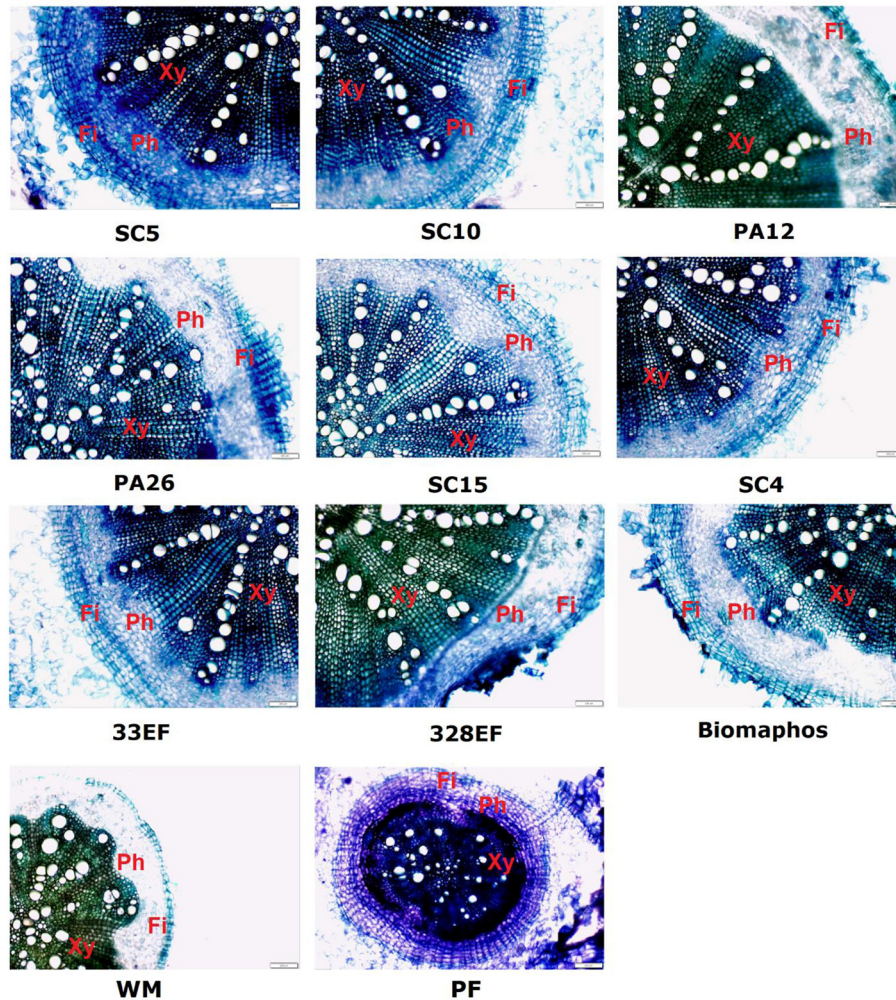 Xy
Fi
Ph
SC5
Xy
Fi
Ph
SC10
Fi
Ph
Xy
PA12
Ph
Fi
Xy
PA26
Fi
Ph
Xy
SC15
Fi
Ph
Xy
SC4
Xy
Fi
Ph
33EF
Xy
Ph
Fi
328EF
Xy
Fi
Ph
Biomaphos
Ph
Fi
Xy
WM
Fi
Ph
Xy
PF